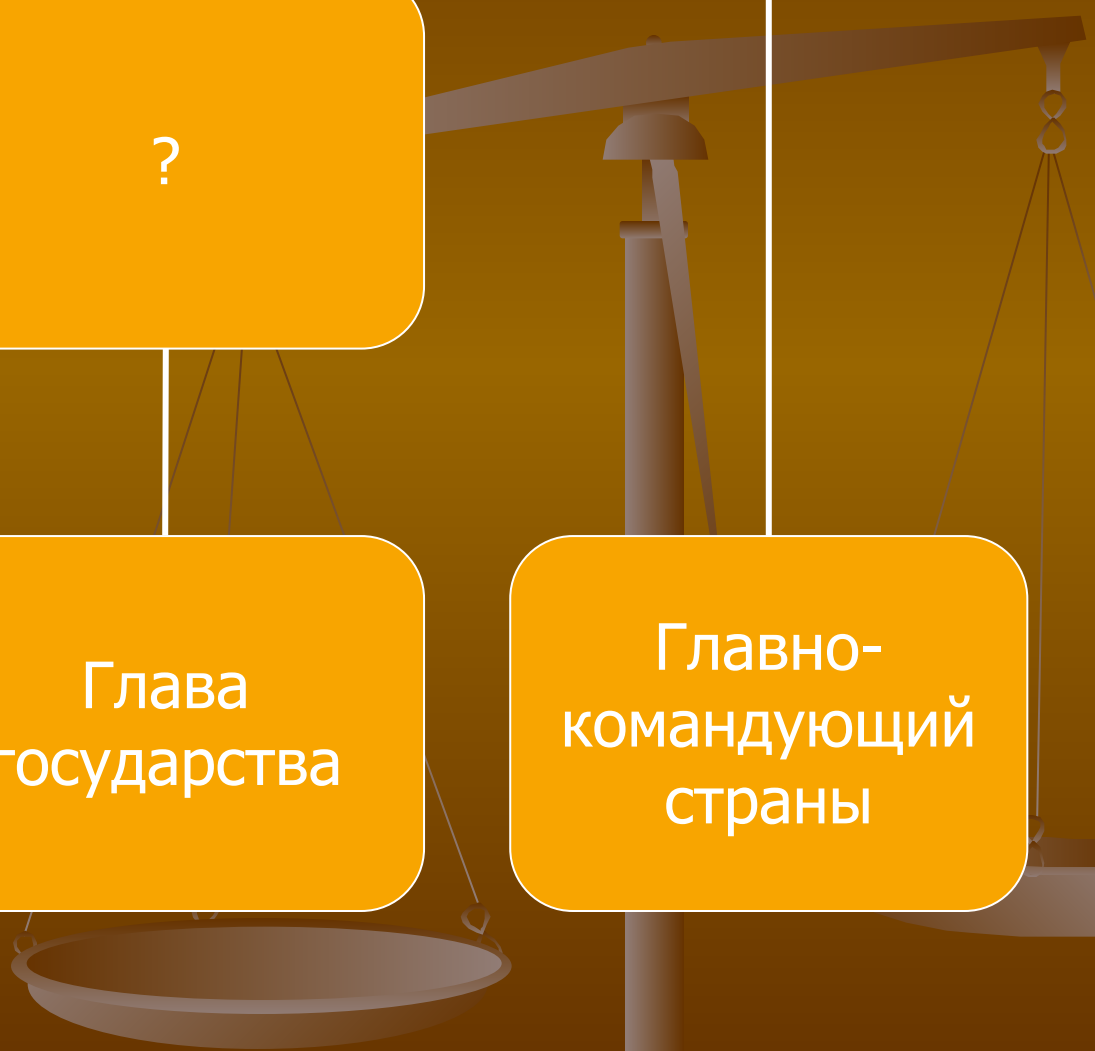 ?
Глава
государства
Главно-
командующий
страны